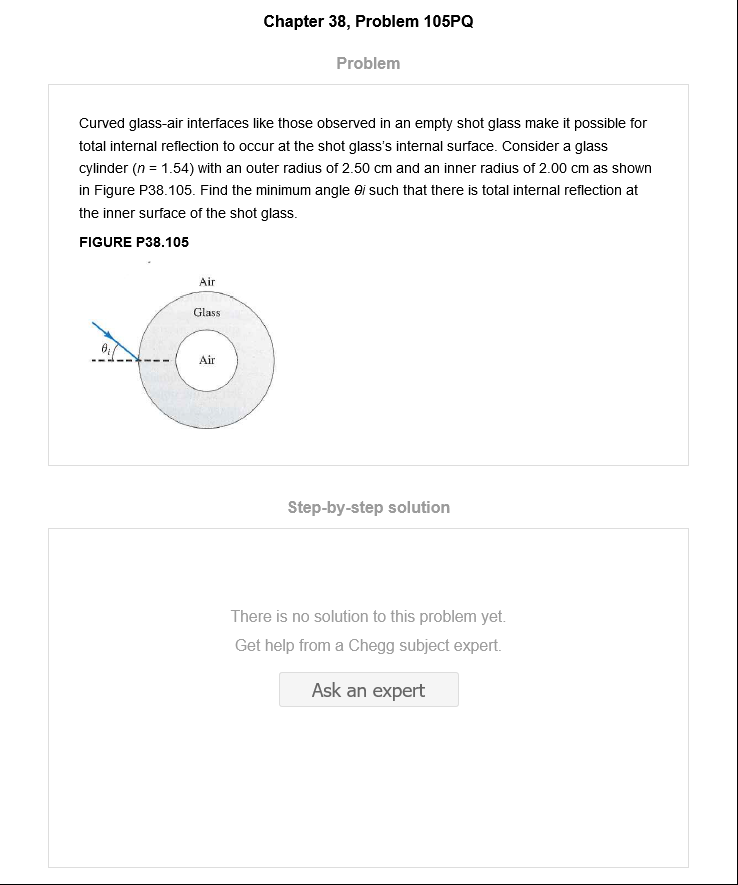 Chapter 38, Problem 105PQ
Problem
Curved glass-air interfaces like those observed in an empty shot glass make it possible for
total internal reflection to occur at the shot glass's internal surface. Consider a glass
cylinder (n = 1.54) with an outer radius of 2.50 cm and an inner radius of 2.00 cm as shown
in Figure P38.105. Find the minimum angle θi such that there is total internal reflection at
the inner surface of the shot glass.
FIGURE P38.105
Air
Glass
θi
Air
Step-by-step solution
There is no solution to this problem yet.
Get help from a Chegg subject expert.
Ask an expert